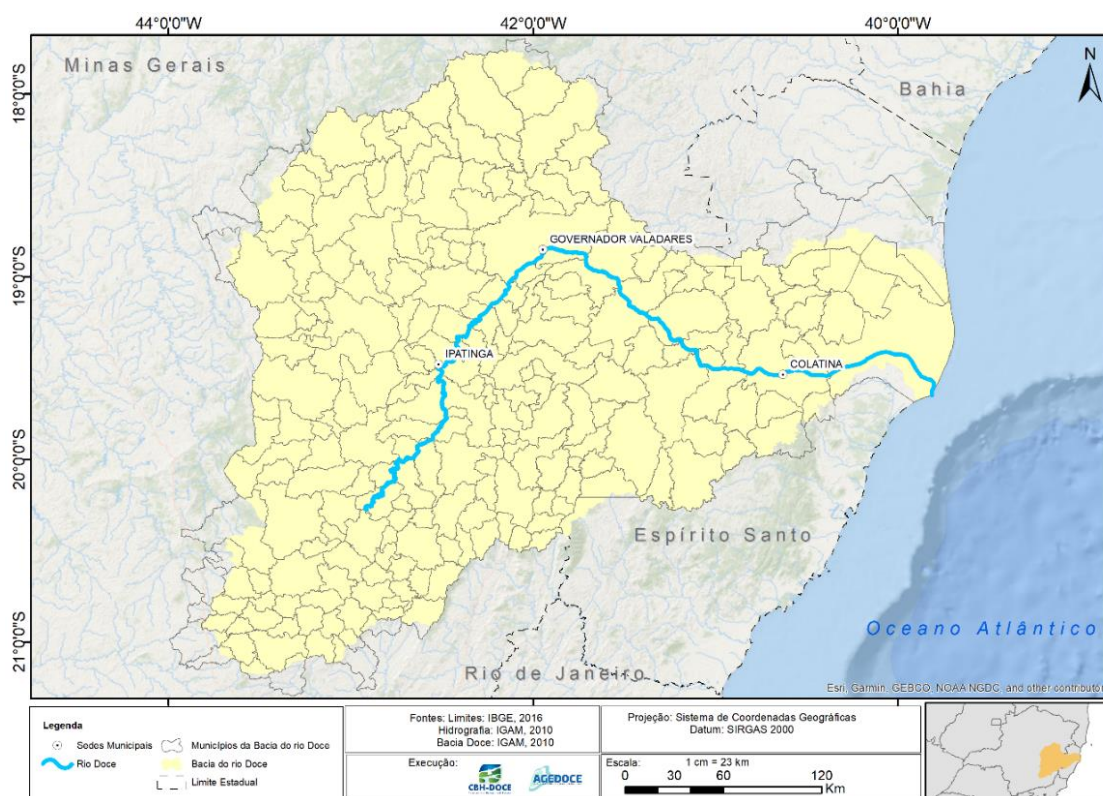 44°0'0"W
42°0'0"W
40°0'0"W
Minas Gerais
N
18°0'0"S
Bahia
GOVERNADOR VALADARES
19°0'0"S
IPATINGA
COLATINA
20°0'0"S
Espírito Santo
21°0'0"S
Oceano Atlântico
Rio de Janeiro
Esri, Garmin, GEBCO, NOAA NGDC, and other contributor
Legenda
Sedes Municipais
Municípios da Bacia do rio Doce
Rio Doce
Bacia do rio Doce
Limite Estadual
Fontes: Limites: IBGE, 2016
Hidrografia: IGAM, 2010
Bacia Doce: IGAM, 2010
Execução:
CBH-DOCE
AGEDOCE
Projeção: Sistema de Coordenadas Geográficas
Datum: SIRGAS 2000
Escala: 1 cm = 23 km
0 30 60 120
Km